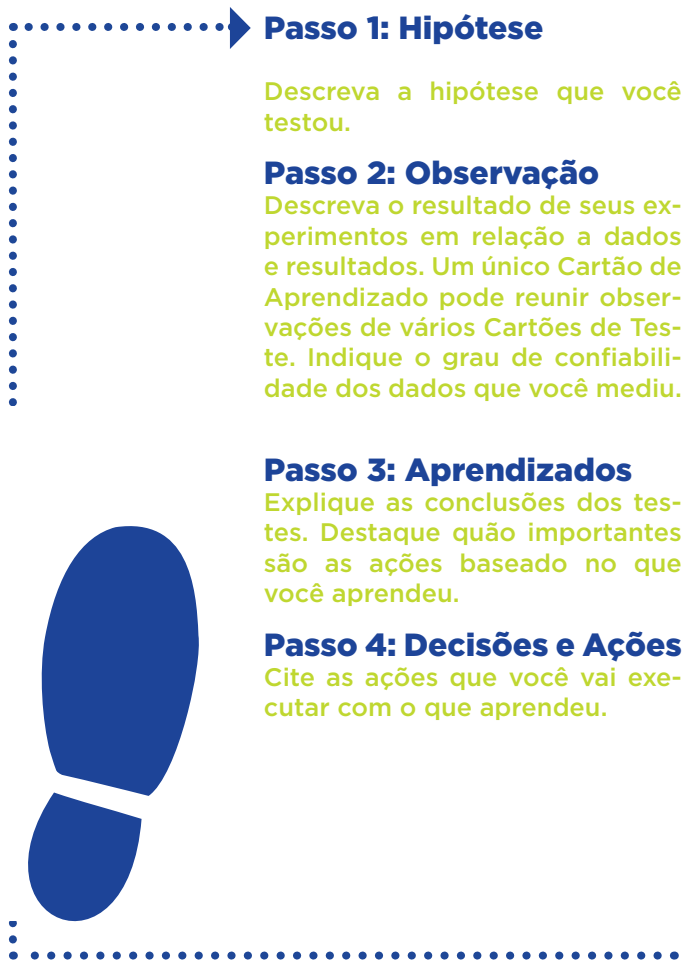 Passo 1: Hipótese
Descreva a hipótese que você
testou.
Passo 2: Observação
Descreva o resultado de seus ex-
perimentos em relação a dados
e resultados. Um único Cartão de
Aprendizado pode reunir obser-
vações de vários Cartões de Tes-
te. Indique o grau de confiabili-
dade dos dados que você mediu.
Passo 3: Aprendizados
Explique as conclusões dos tes-
tes. Destaque quão importantes
são as ações baseado no que
você aprendeu.
Passo 4: Decisões e Ações
Cite as ações que você vai exe-
cutar com o que aprendeu.